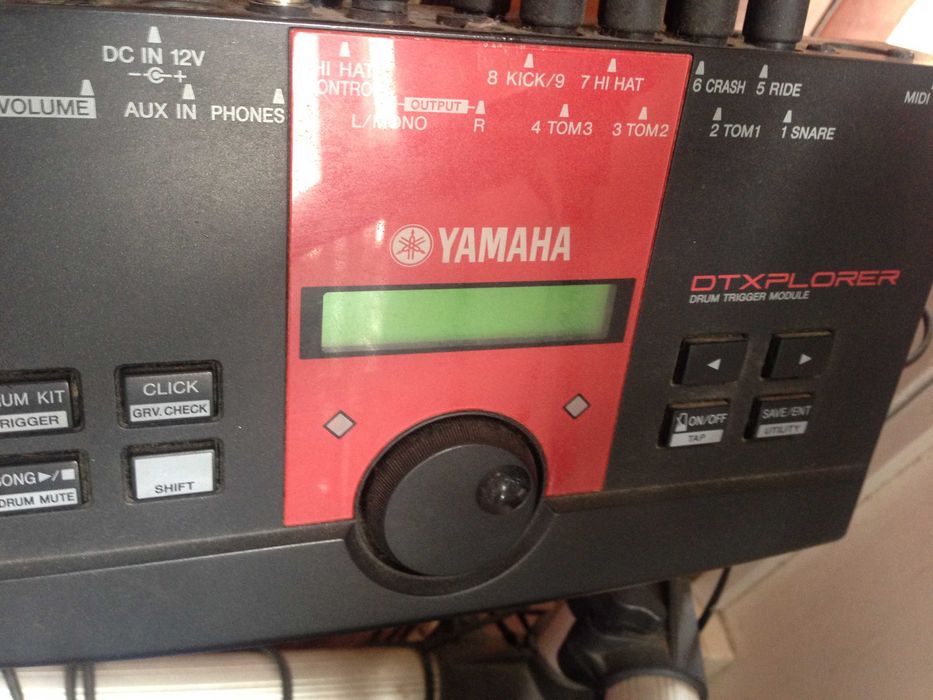 DC IN 12V
VOLUME
AUX IN
PHONES
HI HAT
CONTROL
OUTPUT
L/MONO
R
8 KICK/9
7 HI HAT
4 TOM3
3 TOM2
6 CRASH
5 RIDE
2 TOM1
1 SNARE
MIDI
YAMAHA
DTXPLORER
DRUM TRIGGER MODULE
UM KIT
RIGGER
CLICK
GRV. CHECK
SONG ▶/■
DRUM MUTE
SHIFT
◀
▶
ON/OFF
TAP
SAVE/ENT
UTILITY